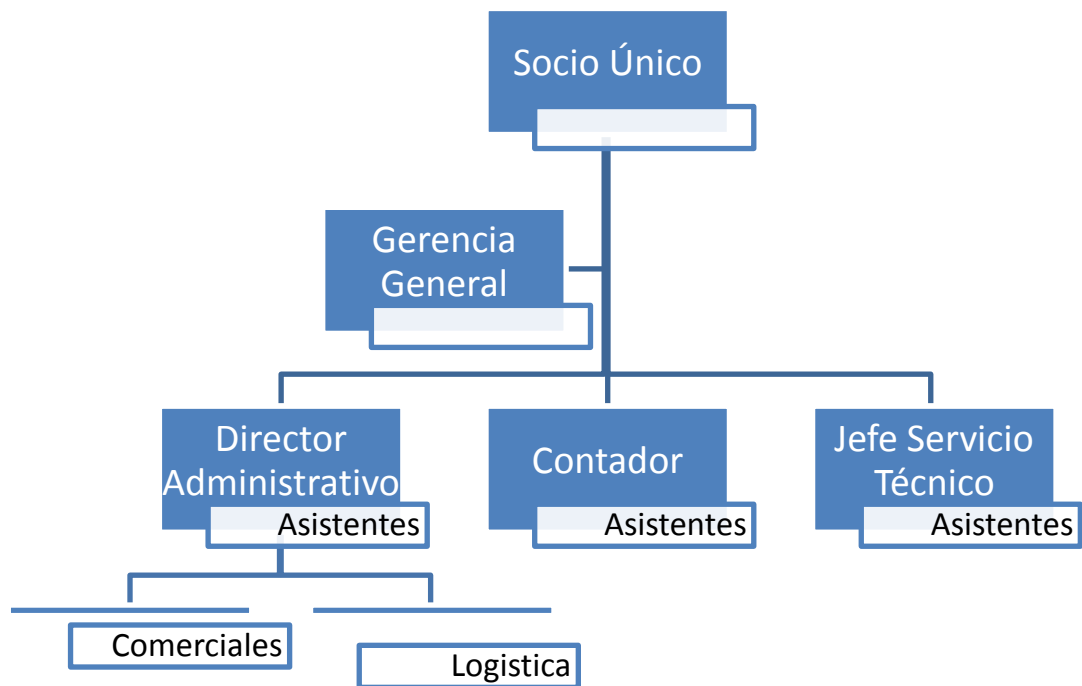 Socio Único
Gerencia
General
Director
Administrativo
Asistentes
Contador
Asistentes
Jefe Servicio
Técnico
Asistentes
Comerciales
Logistica